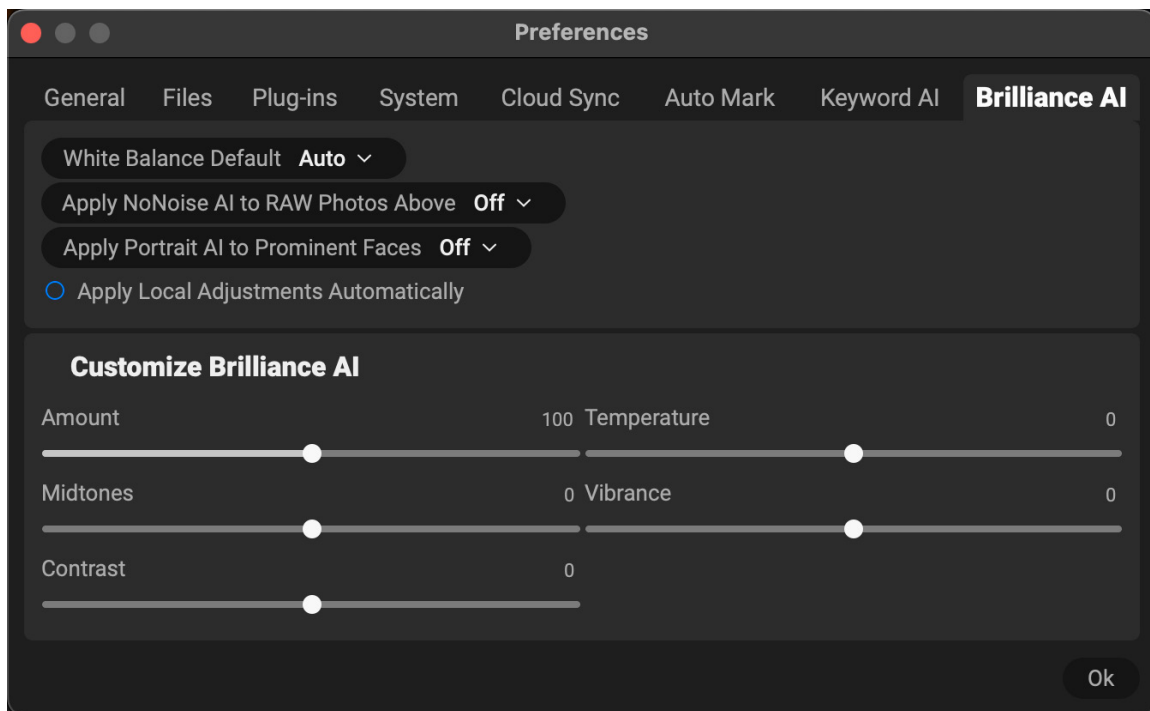 Preferences
General Files Plug-ins System Cloud Sync Auto Mark Keyword AI Brilliance AI
White Balance Default Auto
Apply NoNoise AI to RAW Photos Above Off
Apply Portrait AI to Prominent Faces Off
Apply Local Adjustments Automatically
Customize Brilliance AI
Amount 100 Temperature 0
Midtones 0 Vibrance 0
Contrast 0
Ok